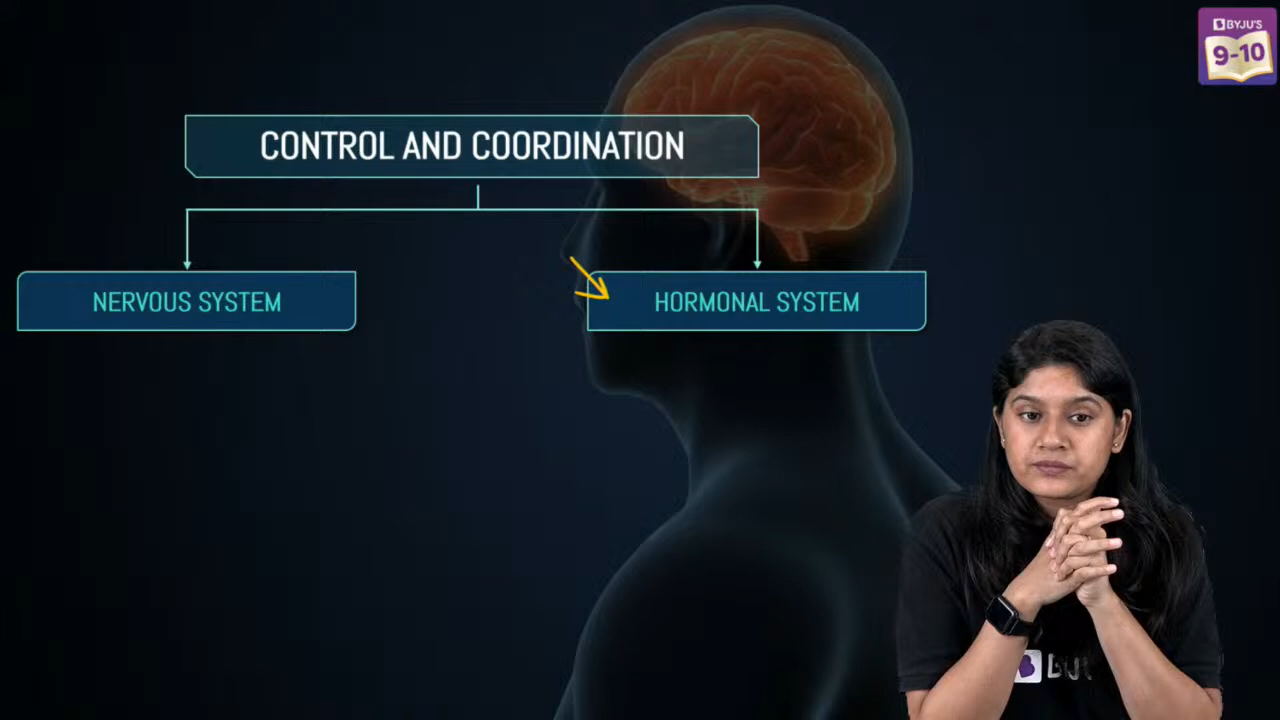 BYJU'S
9-10
CONTROL AND COORDINATION
NERVOUS SYSTEM
HORMONAL SYSTEM